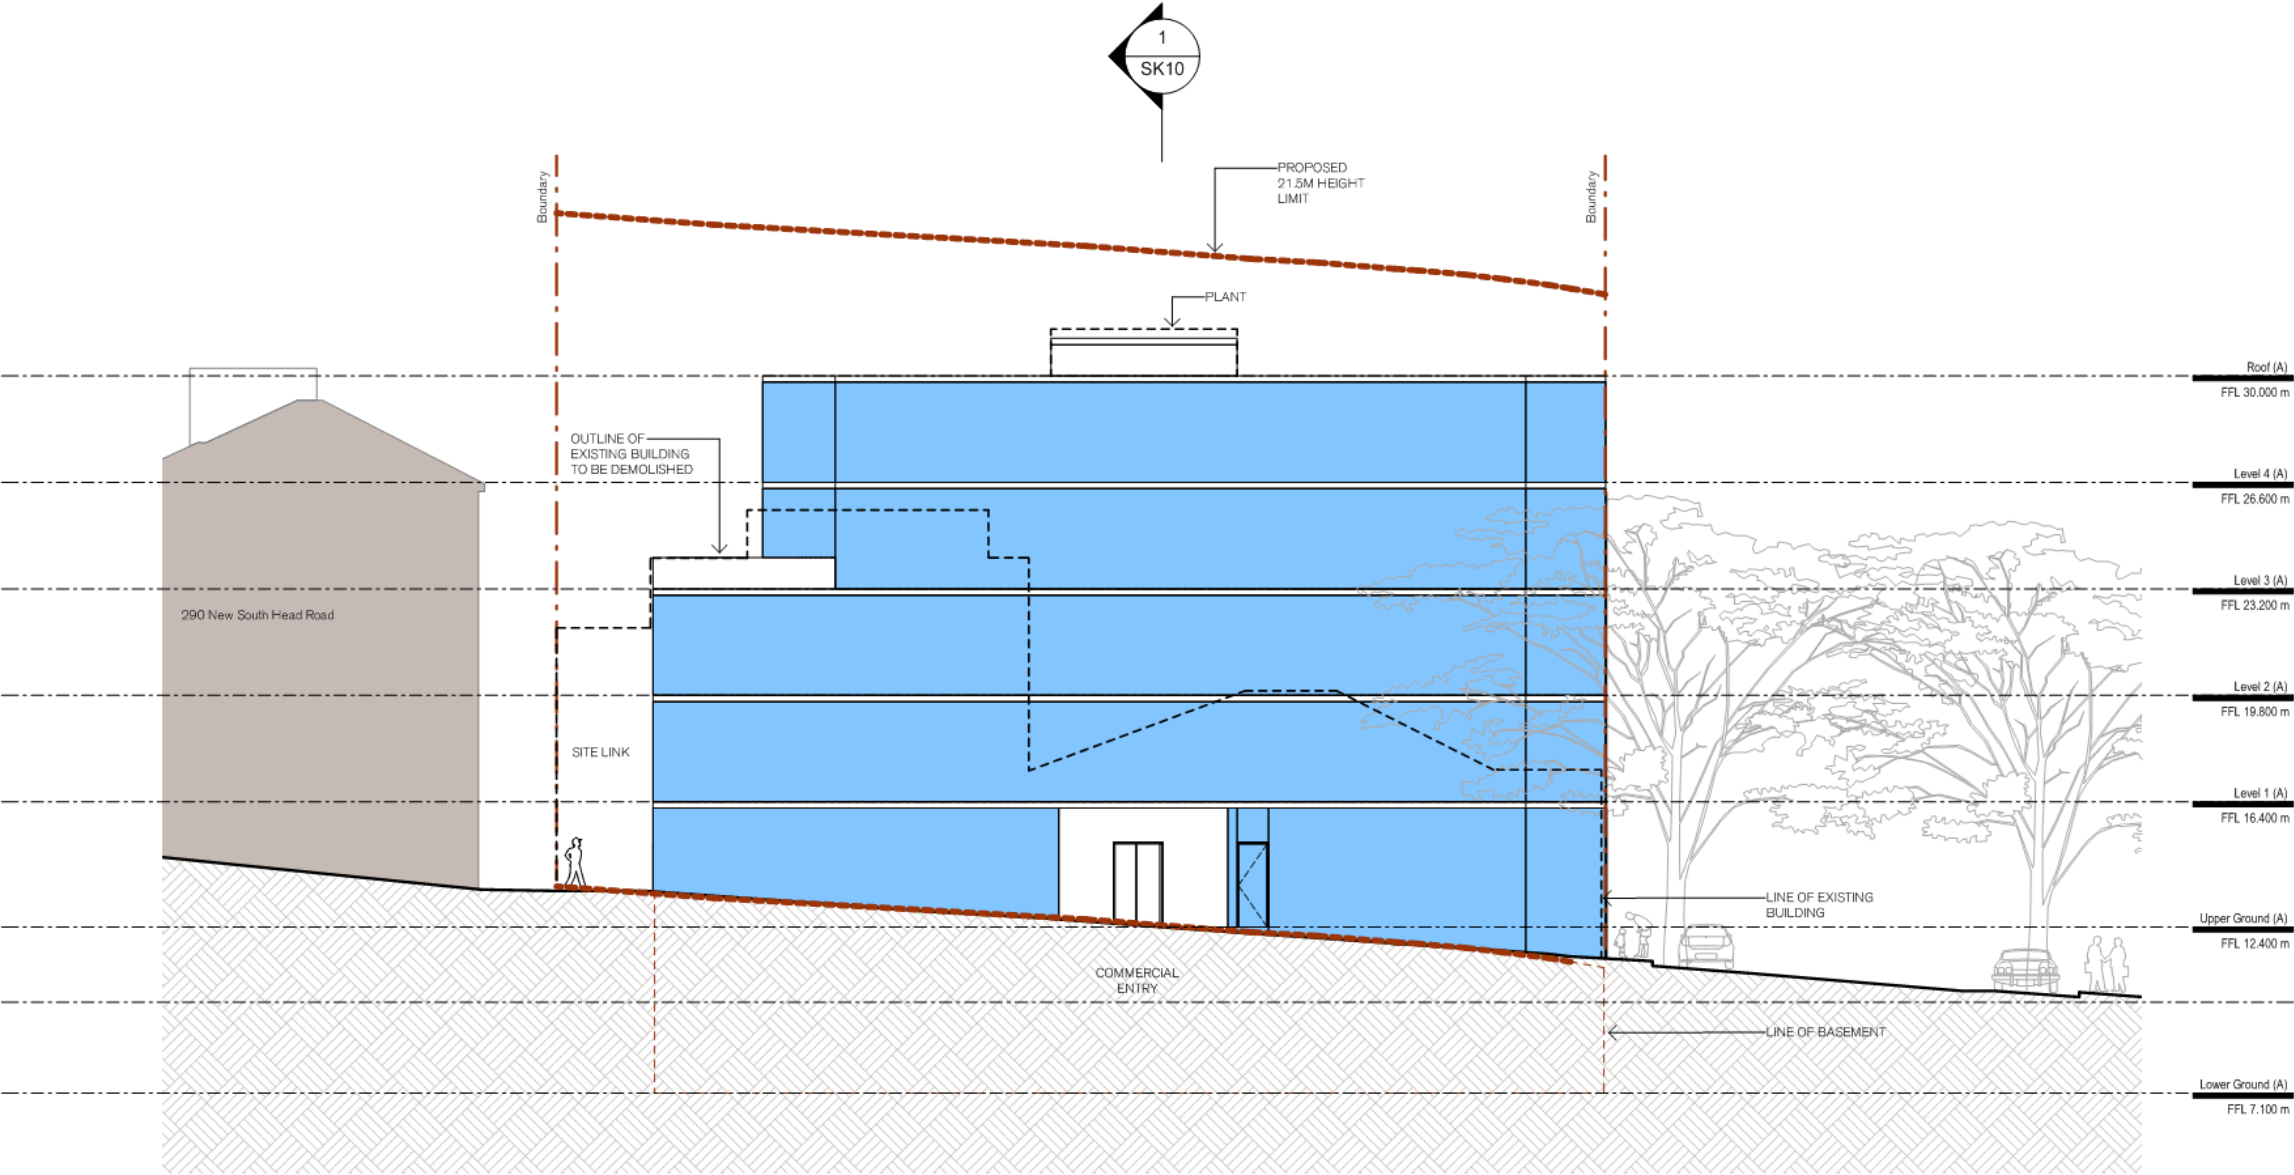 1
SK10
PROPOSED
21.5M HEIGHT
LIMIT
Boundary
Boundary
PLANT
Roof (A)
FFL 30.000 m
OUTLINE OF
EXISTING BUILDING
TO BE DEMOLISHED
Level 4 (A)
FFL 26.600 m
Level 3 (A)
FFL 23.200 m
290 New South Head Road
Level 2 (A)
FFL 19.800 m
SITE LINK
Level 1 (A)
FFL 16.400 m
LINE OF EXISTING
BUILDING
Upper Ground (A)
FFL 12.400 m
COMMERCIAL
ENTRY
LINE OF BASEMENT
Lower Ground (A)
FFL 7.100 m